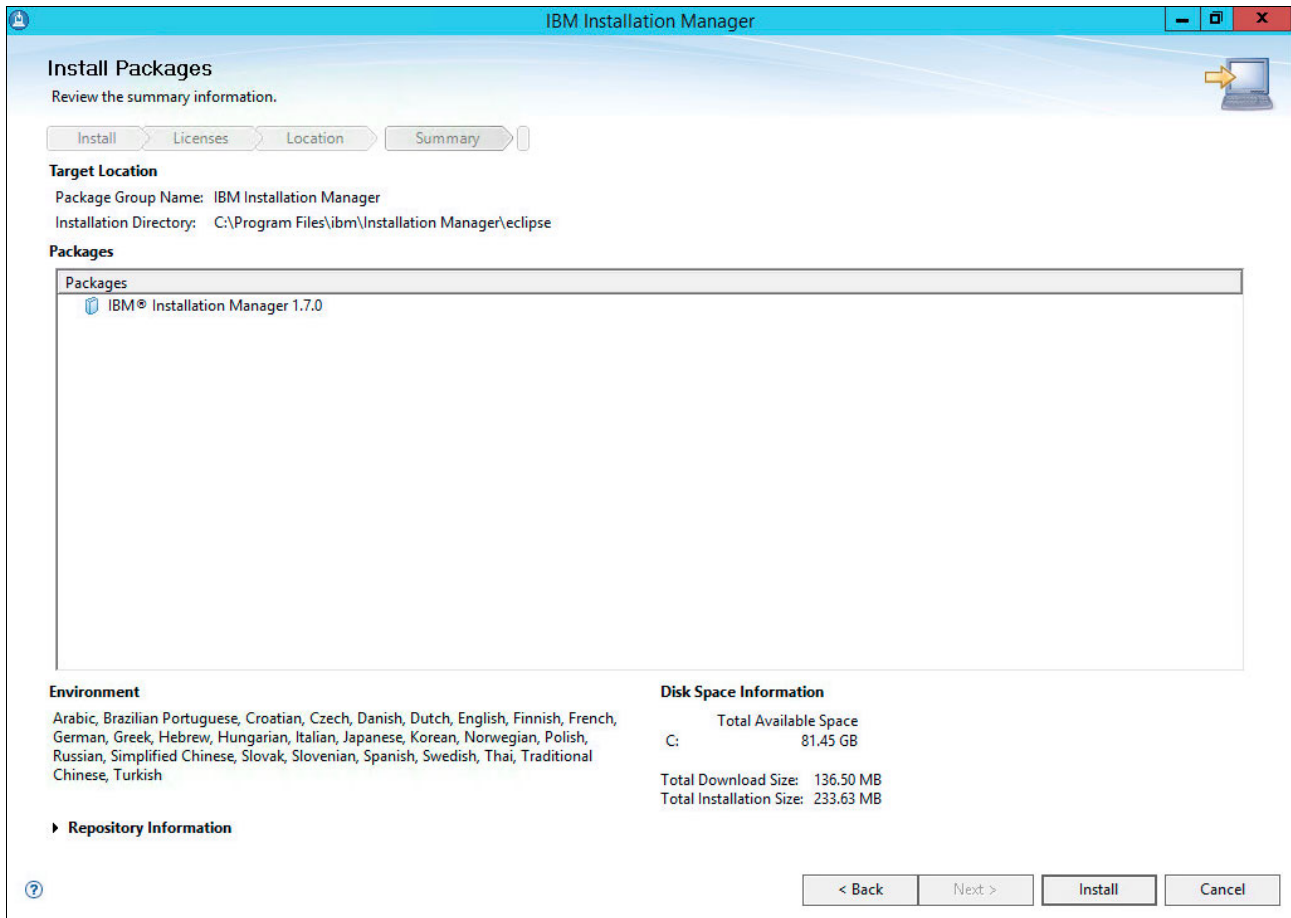 IBM Installation Manager
Install Packages
Review the summary information.
Install Licenses Location Summary
Target Location
Package Group Name: IBM Installation Manager
Installation Directory: C:\Program Files\ibm\Installation Manager\eclipse
Packages
Packages
IBM® Installation Manager 1.7.0
Environment
Arabic, Brazilian Portuguese, Croatian, Czech, Danish, Dutch, English, Finnish, French,
German, Greek, Hebrew, Hungarian, Italian, Japanese, Korean, Norwegian, Polish,
Russian, Simplified Chinese, Slovak, Slovenian, Spanish, Swedish, Thai, Traditional
Chinese, Turkish
Disk Space Information
Total Available Space
C: 81.45 GB
Total Download Size: 136.50 MB
Total Installation Size: 233.63 MB
Repository Information
? < Back Next > Install Cancel